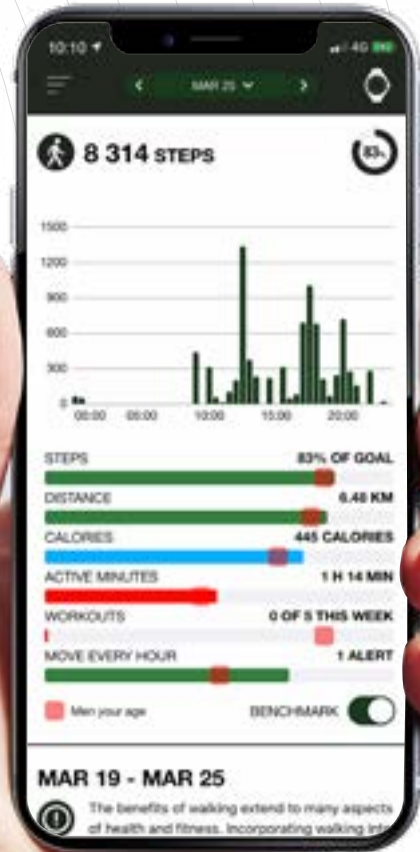 10:10 4G
MAR 25
8 314 STEPS 83%
1500
1200
900
600
300
0
00:00 05:00 10:00 15:00 20:00
STEPS 83% OF GOAL
DISTANCE 6.48 KM
CALORIES 445 CALORIES
ACTIVE MINUTES 1 H 14 MIN
WORKOUTS 0 OF 5 THIS WEEK
MOVE EVERY HOUR 1 ALERT
Men your age BENCHMARK
MAR 19 - MAR 25
The benefits of walking extend to many aspects
of health and fitness. Incorporating walking into